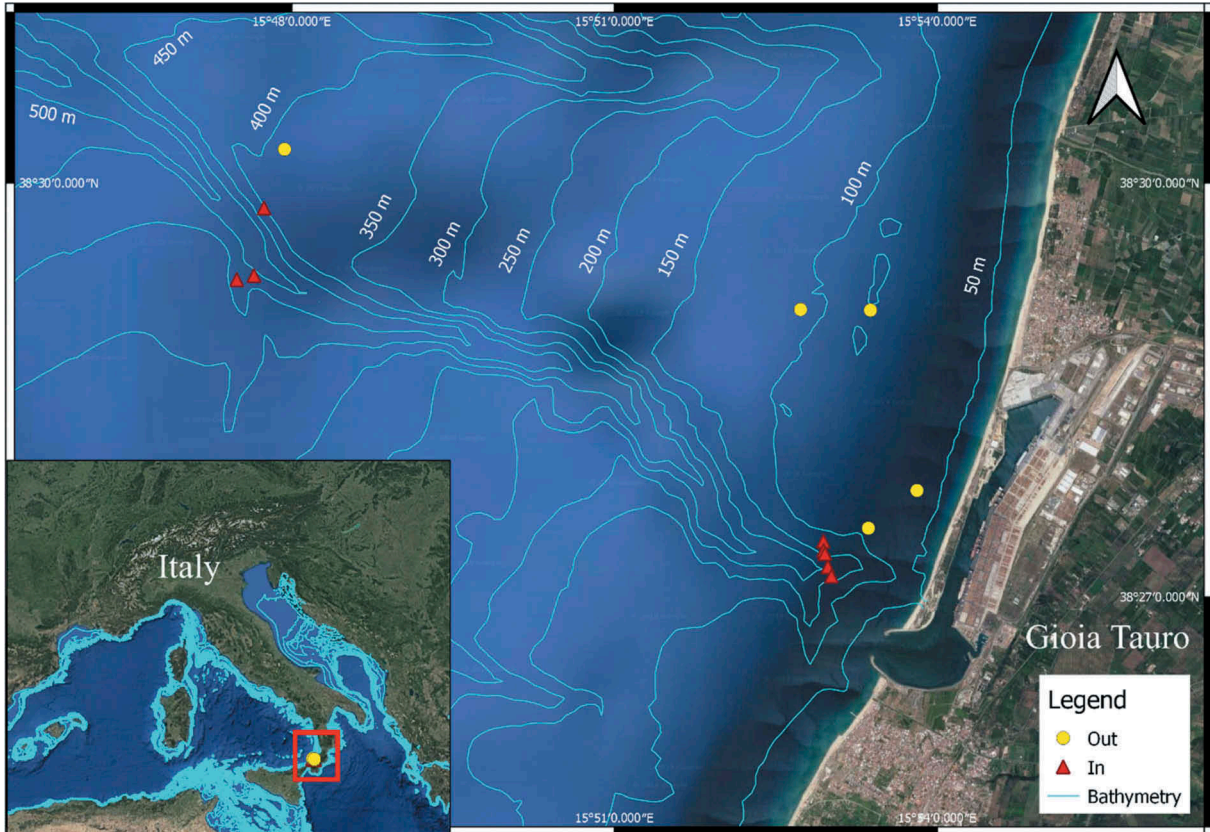 15°48'0.000"E
15°51'0.000"E
15°54'0.000"E
450 m
400 m
500 m
38°30'0.000"N
38°30'0.000"N
350 m
300 m
250 m
200 m
150 m
100 m
50 m
38°27'0.000"N
Italy
Gioia Tauro
Legend
Out
In
Bathymetry
15°51'0.000"E
15°54'0.000"E